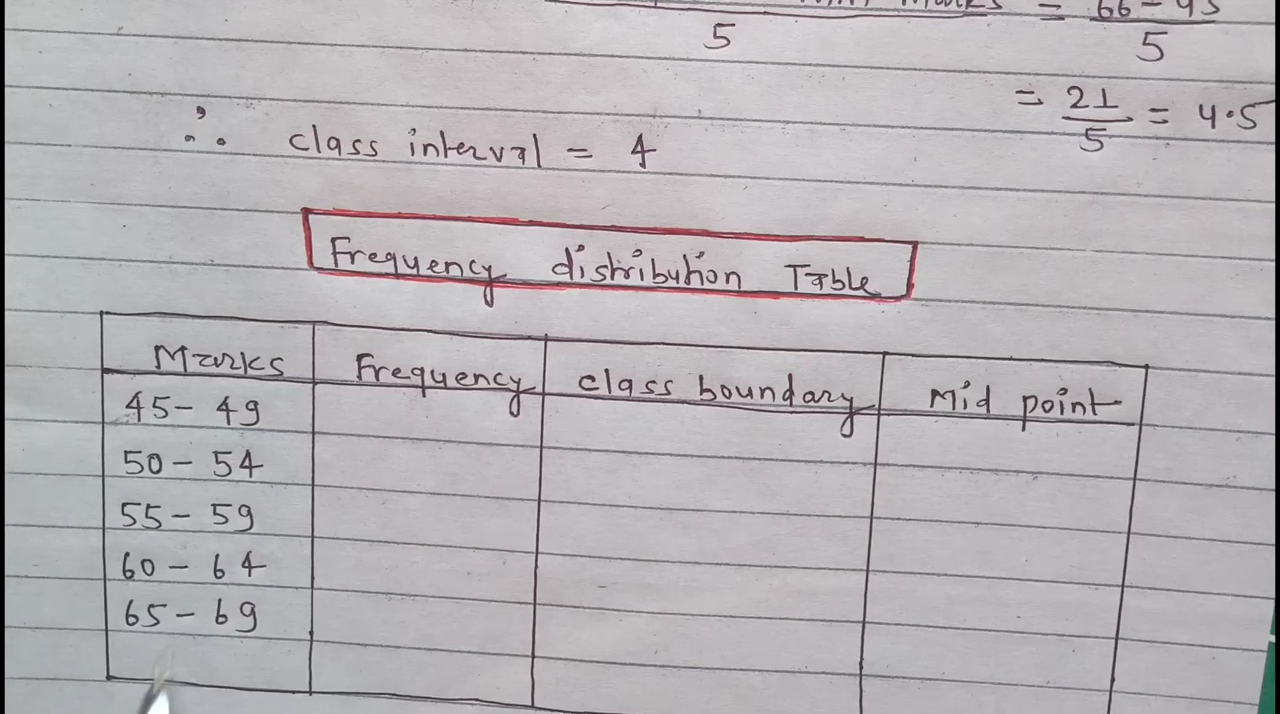 = 66 - 45
5 5
= 21/5 = 4.5
∴ class interval = 4
Frequency distribution Table
Marks Frequency class boundary Mid point
45 - 49
50 - 54
55 - 59
60 - 64
65 - 69